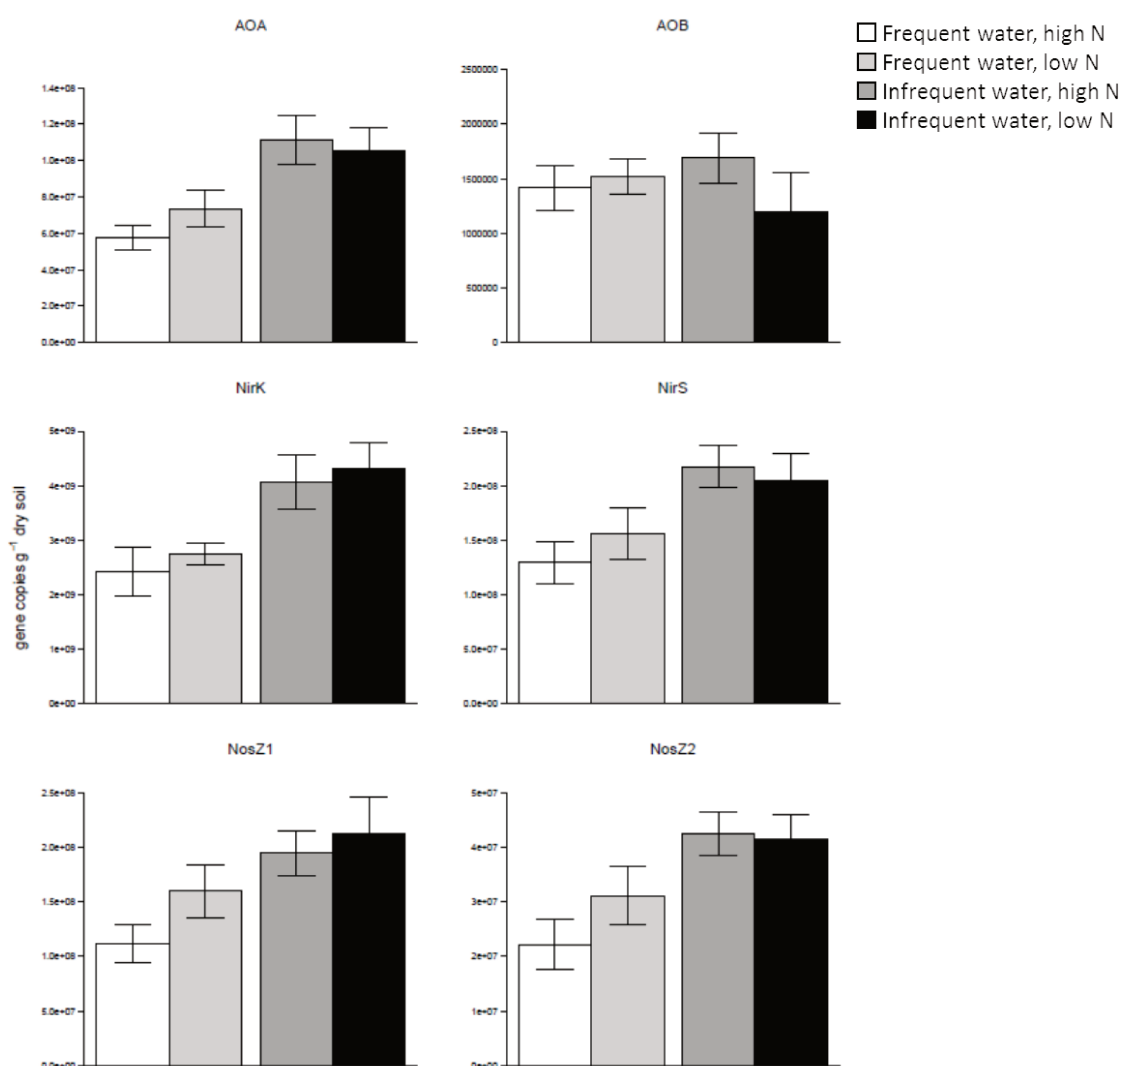 AOA
AOB
Frequent water, high N
Frequent water, low N
Infrequent water, high N
Infrequent water, low N
1.4e+08
1.2e+08
1.0e+08
8.0e+07
6.0e+07
4.0e+07
2.0e+07
0.0e+00
2500000
2000000
1500000
1000000
500000
0
NirK
NirS
5e+09
4e+09
3e+09
2e+09
1e+09
0e+00
2.5e+08
2.0e+08
1.5e+08
1.0e+08
5.0e+07
0.0e+00
gene copies g⁻¹ dry soil
NosZ1
NosZ2
2.5e+08
2.0e+08
1.5e+08
1.0e+08
5.0e+07
0.0e+00
5e+07
4e+07
3e+07
2e+07
1e+07
0e+00